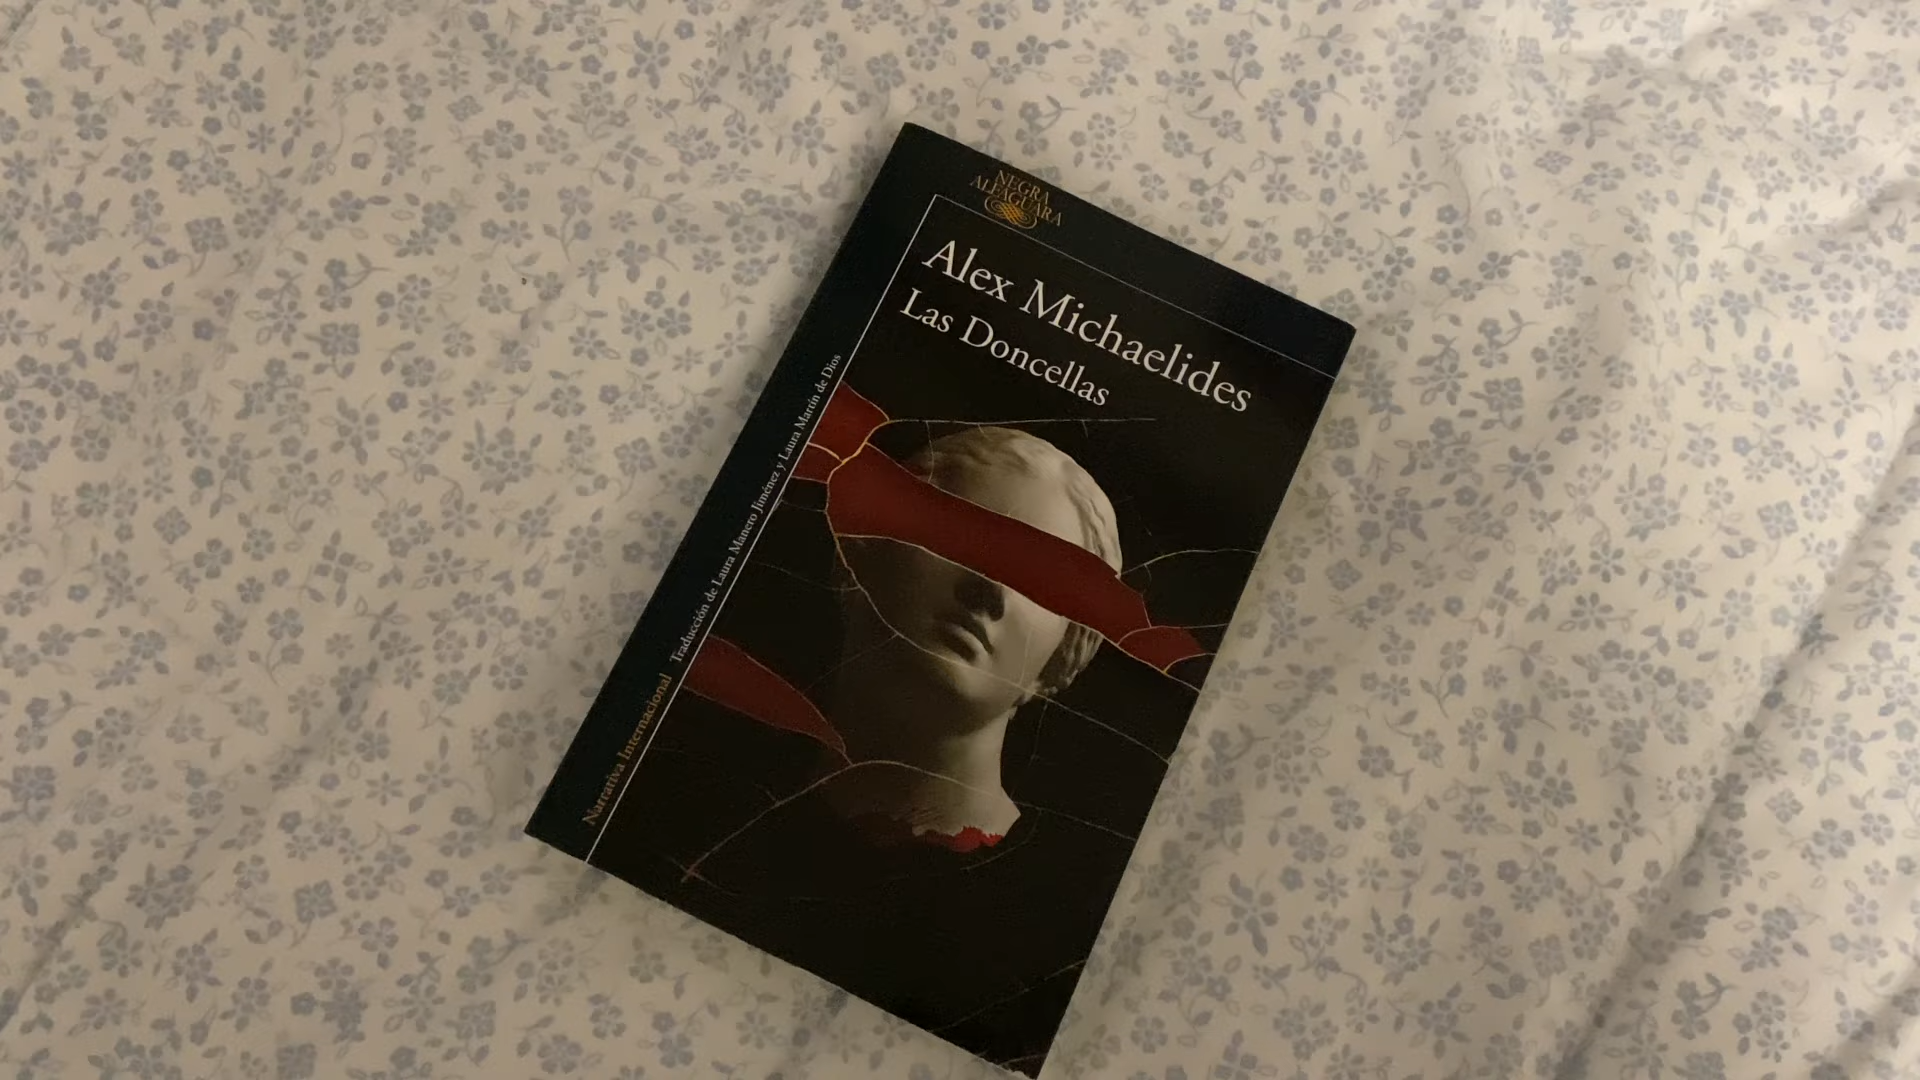 NEGRA
ALFAGUARA
Alex Michaelides
Las Doncellas
Narrativa Internacional Traducción de Laura Manero Jiménez y Laura Martín de Dios